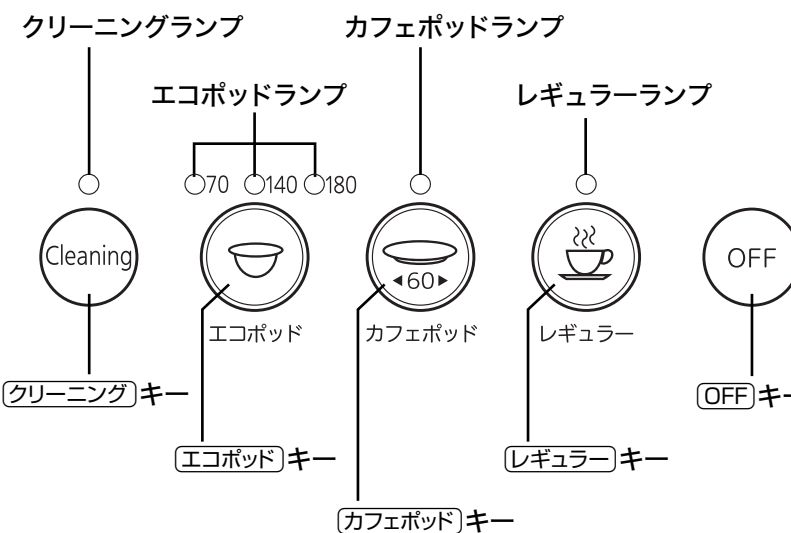 クリーニングランプ
カフェポッドランプ
エコポッドランプ
レギュラーランプ
70 140 180
Cleaning
◀60▶
OFF
エコポッド
カフェポッド
レギュラー
クリーニング キー
OFF キー
エコポッド キー
レギュラー キー
カフェポッド キー